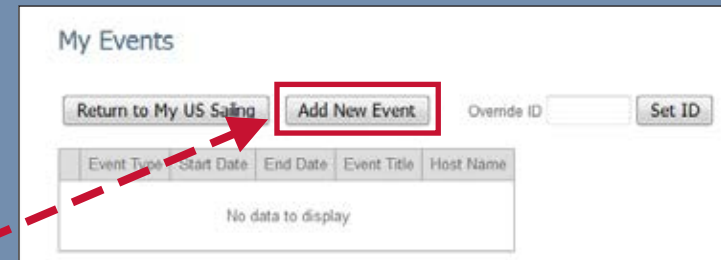 My Events
Return to My US Sailing Add New Event Override ID Set ID
Event Type Start Date End Date Event Title Host Name
No data to display